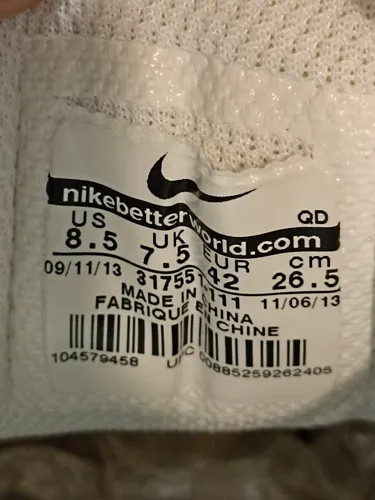 nikebetterworld.com
QD
US UK EUR cm
8.5 7.5 42 26.5
09/11/13 31755 111 11/06/13
MADE IN CHINA
FABRIQUE EN CHINE
104579458 UPC 00885259262405